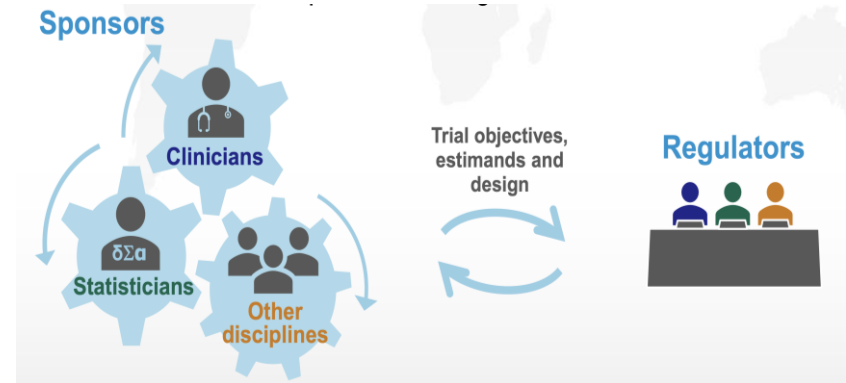 Sponsors
Clinicians
δΣα
Statisticians
Other
disciplines
Trial objectives,
estimands and
design
Regulators